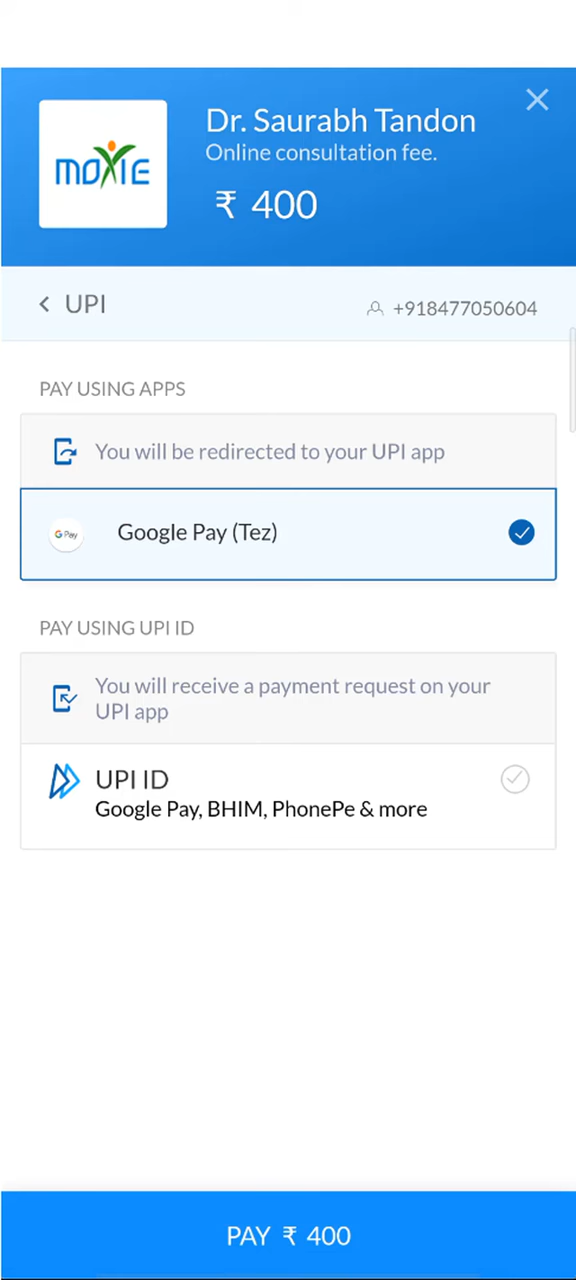 MOXIE
Dr. Saurabh Tandon
Online consultation fee.
₹ 400
UPI
+918477050604
PAY USING APPS
You will be redirected to your UPI app
G Pay
Google Pay (Tez)
PAY USING UPI ID
You will receive a payment request on your
UPI app
UPI ID
Google Pay, BHIM, PhonePe & more
PAY ₹ 400